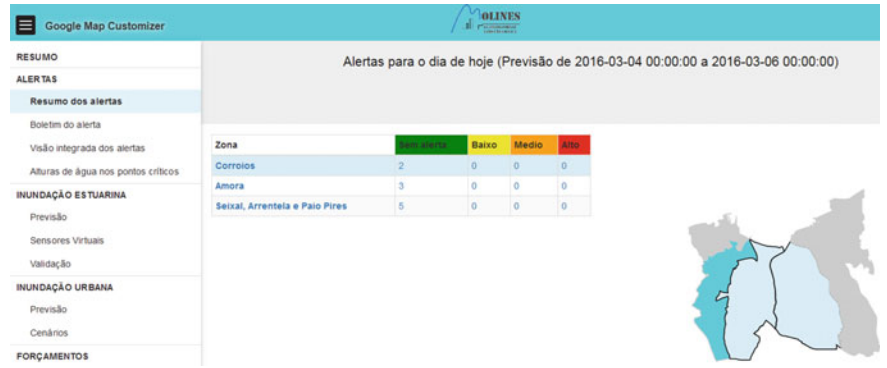 Google Map Customizer
MOLINES
RESUMO
ALERTAS
Resumo dos alertas
Boletim do alerta
Visão integrada dos alertas
Alturas de água nos pontos críticos
INUNDAÇÃO ESTUARINA
Previsão
Sensores Virtuais
Validação
INUNDAÇÃO URBANA
Previsão
Cenários
FORÇAMENTOS
Alertas para o dia de hoje (Previsão de 2016-03-04 00:00:00 a 2016-03-06 00:00:00)
Zona Sem alerta Baixo Medio Alto
Corroios 2 0 0 0
Amora 3 0 0 0
Seixal, Arrentela e Paio Pires 5 0 0 0